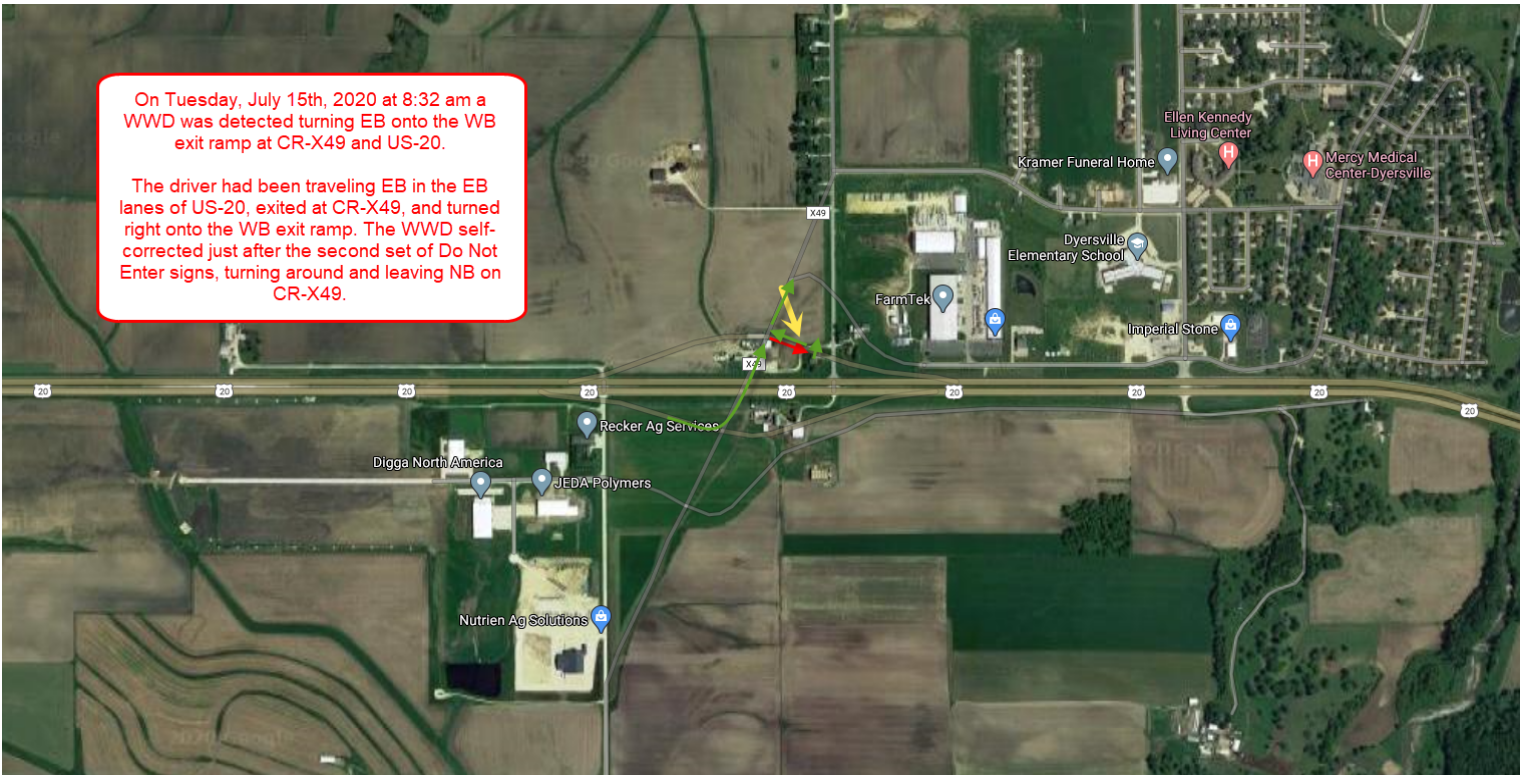 On Tuesday, July 15th, 2020 at 8:32 am a
WWD was detected turning EB onto the WB
exit ramp at CR-X49 and US-20.
The driver had been traveling EB in the EB
lanes of US-20, exited at CR-X49, and turned
right onto the WB exit ramp. The WWD self-
corrected just after the second set of Do Not
Enter signs, turning around and leaving NB on
CR-X49.
Ellen Kennedy
Living Center
Kramer Funeral Home
Mercy Medical
Center-Dyersville
X49
Dyersville
Elementary School
FarmTek
Imperial Stone
X49
20
20
20
20
20
20
20
20
20
Recker Ag Services
Digga North America
JEDA Polymers
Nutrien Ag Solutions